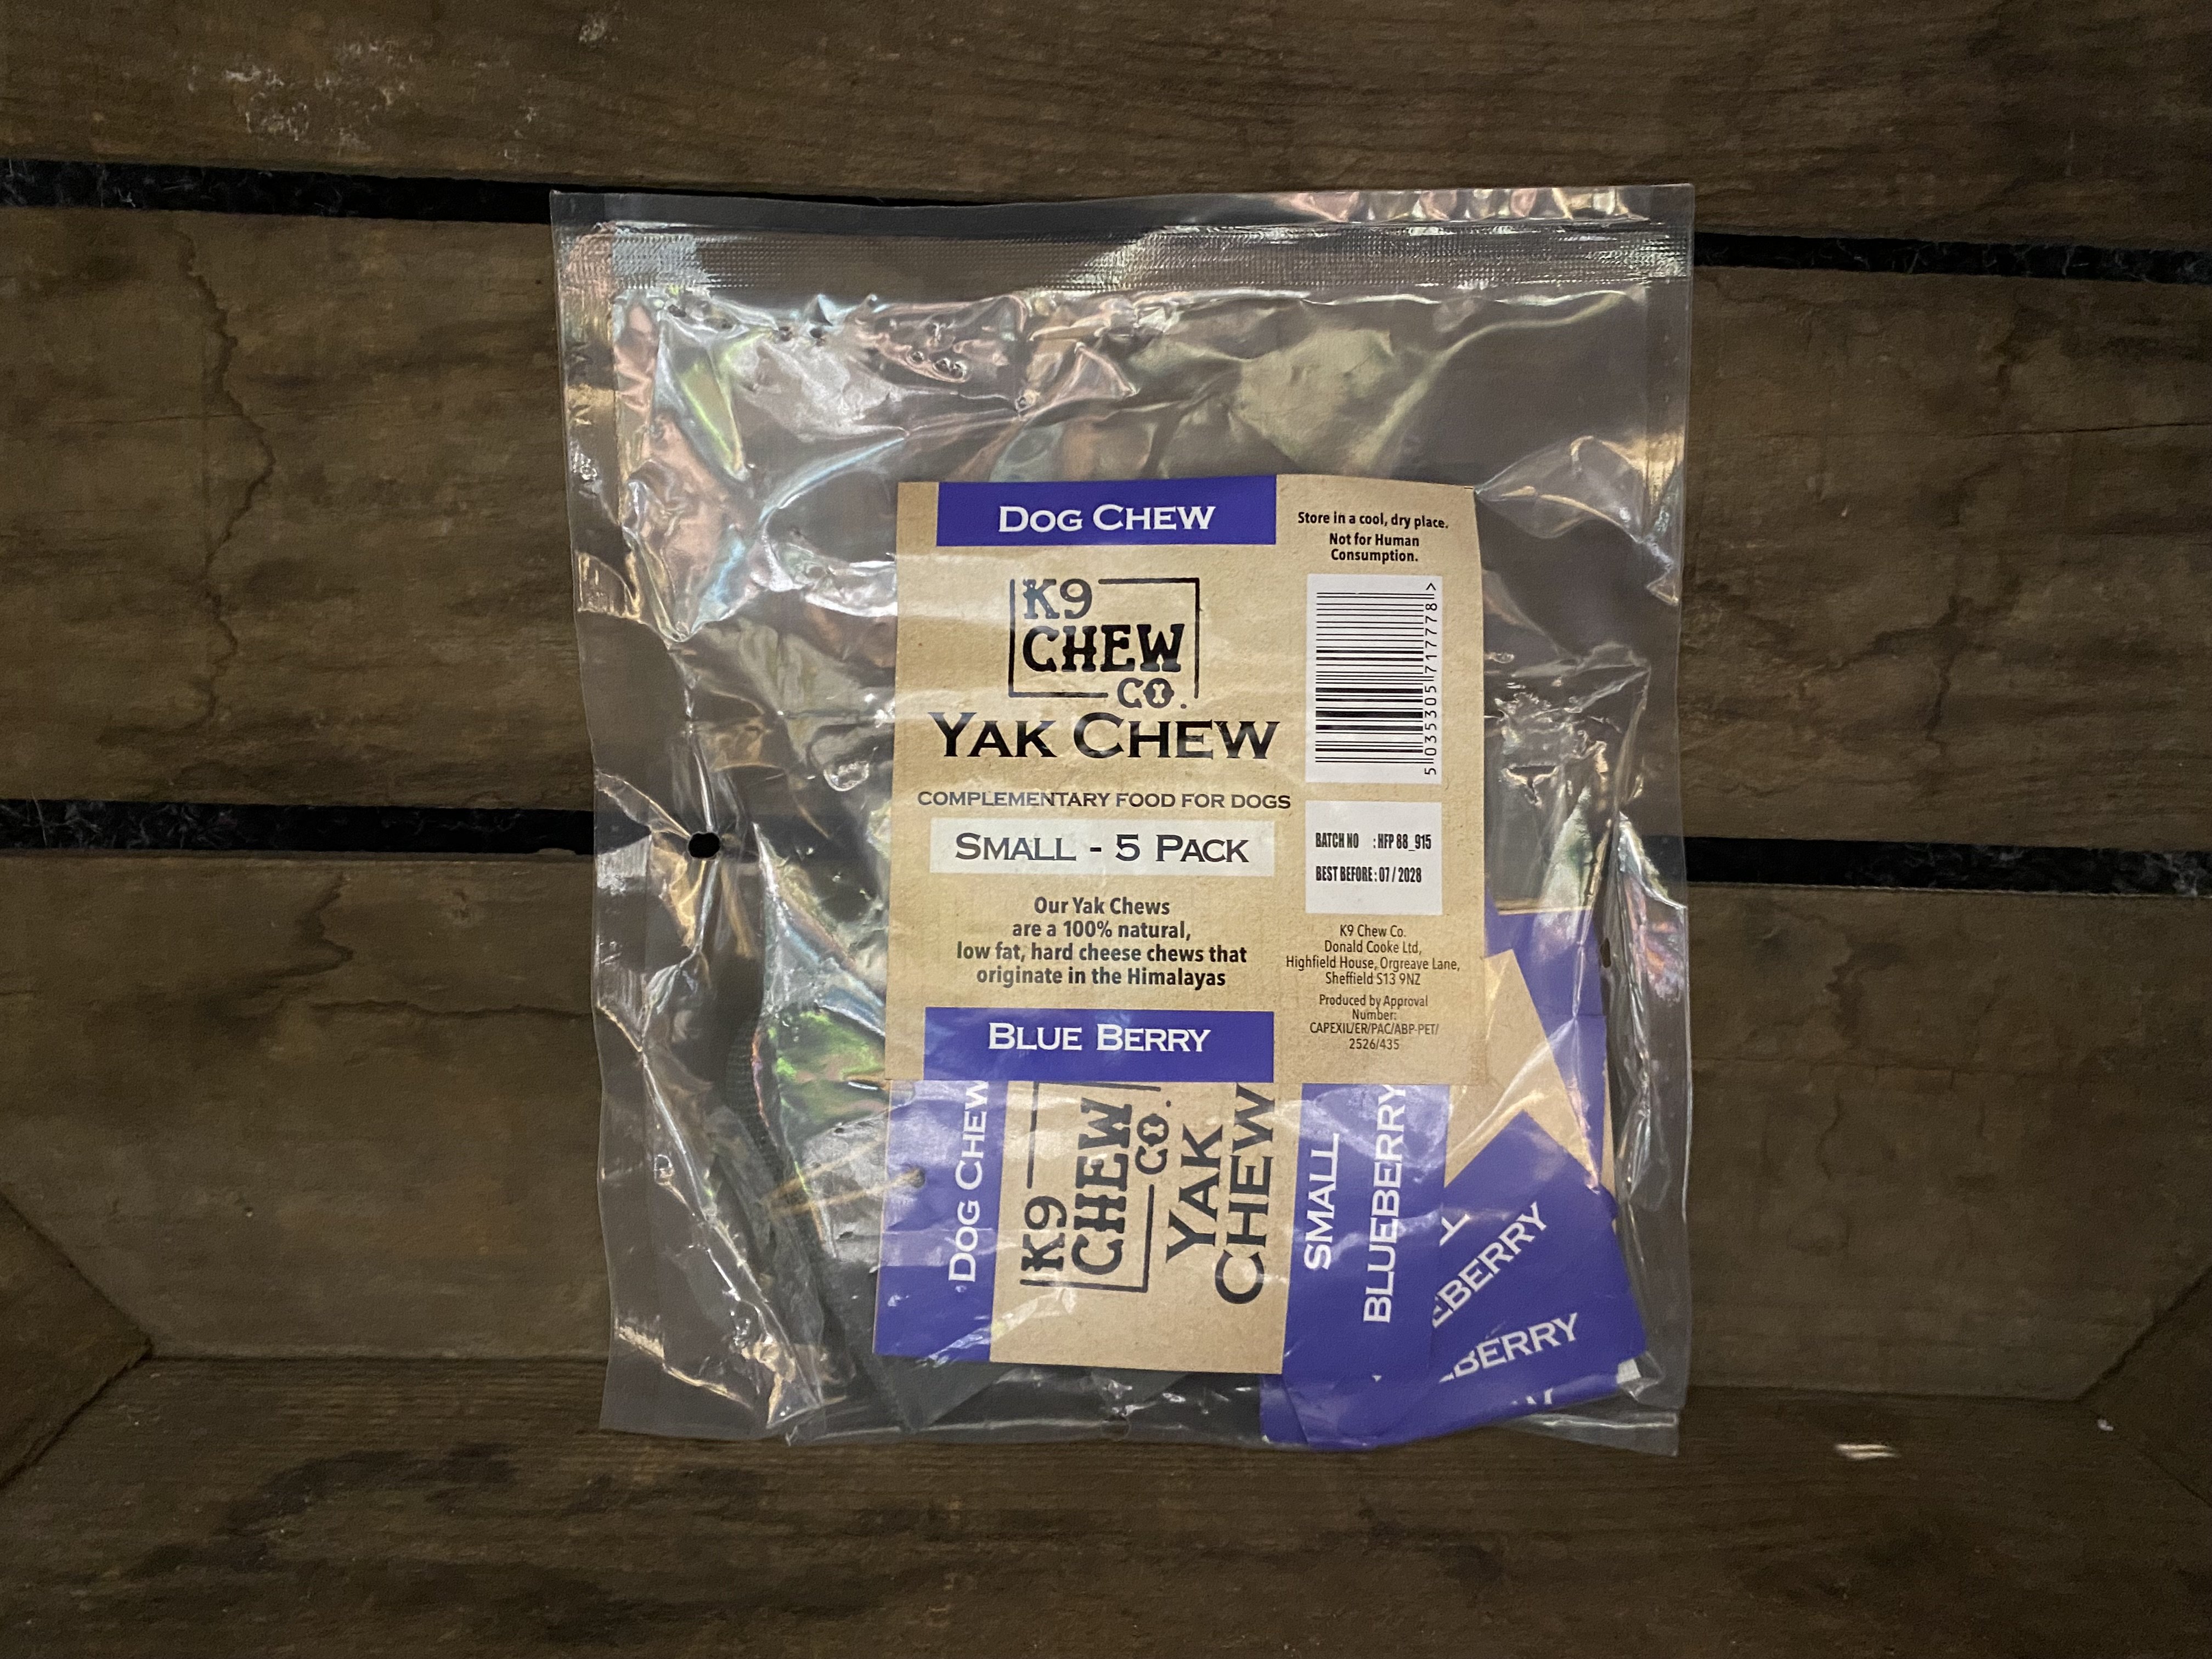 DOG CHEW
K9
CHEW
CO.
YAK CHEW
COMPLEMENTARY FOOD FOR DOGS
SMALL - 5 PACK
Our Yak Chews
are a 100% natural,
low fat, hard cheese chews that
originate in the Himalayas
BLUE BERRY
Store in a cool, dry place.
Not for Human
Consumption.
5 035305 717778 >
BATCH NO : HFP 88_915
BEST BEFORE : 07 / 2028
K9 Chew Co.
Donald Cooke Ltd,
Highfield House, Orgreave Lane,
Sheffield S13 9NZ
Produced by Approval
Number:
CAPEXIL/ER/PAC/ABP-PET/
2526/435
DOG CHEW
K9
CHEW
CO.
YAK
CHEW
SMALL
BLUEBERRY
EBERRY
BERRY